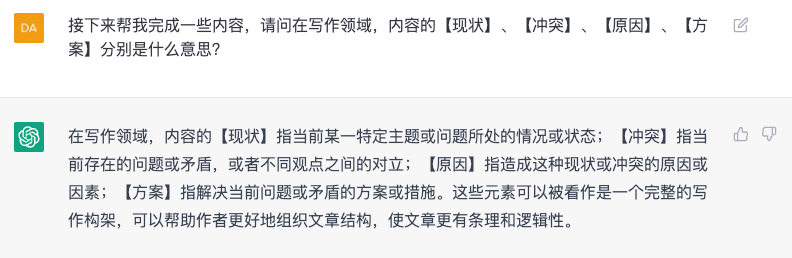 DA
接下来帮我完成一些内容，请问在写作领域，内容的【现状】、【冲突】、【原因】、【方
案】分别是什么意思?
在写作领域，内容的【现状】指当前某一特定主题或问题所处的情况或状态；【冲突】指当
前存在的问题或矛盾，或者不同观点之间的对立；【原因】指造成这种现状或冲突的原因或
因素；【方案】指解决当前问题或矛盾的方案或措施。这些元素可以被看作是一个完整的写
作构架，可以帮助作者更好地组织文章结构，使文章更有条理和逻辑性。